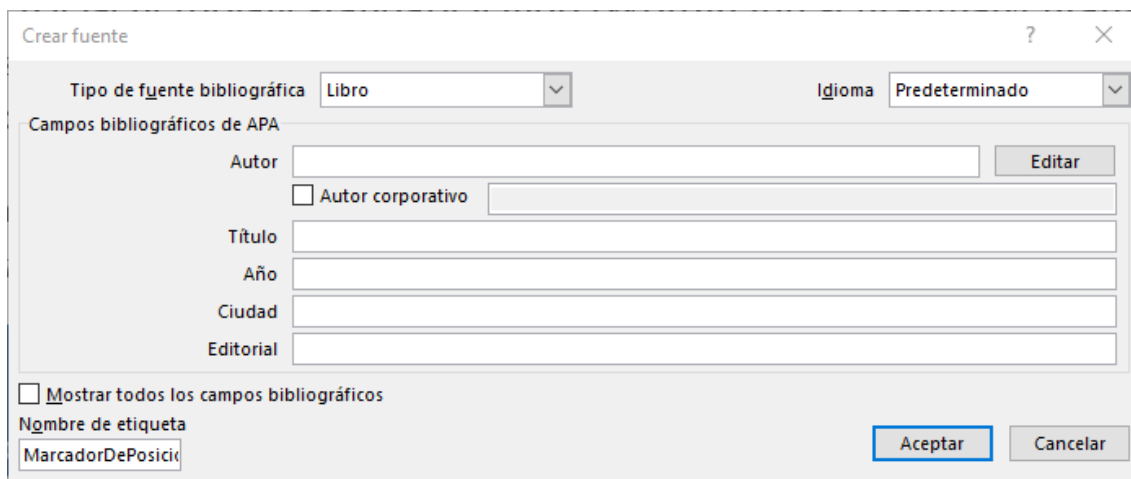 Crear fuente ? ×
Tipo de fuente bibliográfica Libro Idioma Predeterminado
Campos bibliográficos de APA
Autor Editar
Autor corporativo
Título
Año
Ciudad
Editorial
Mostrar todos los campos bibliográficos
Nombre de etiqueta
MarcadorDePosici
Aceptar Cancelar